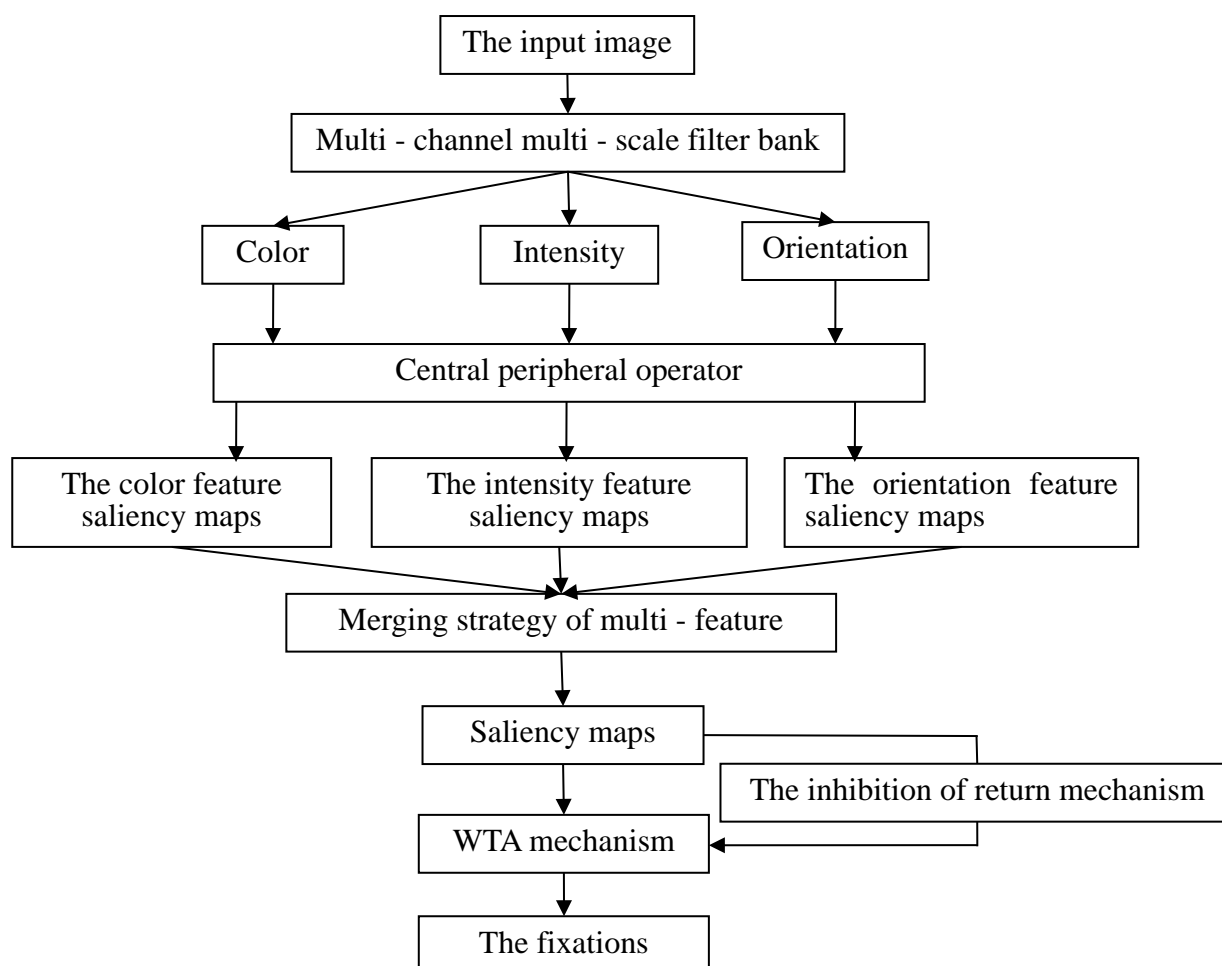 The input image
Multi - channel multi - scale filter bank
Color
Intensity
Orientation
Central peripheral operator
The color feature
saliency maps
The intensity feature
saliency maps
The orientation feature
saliency maps
Merging strategy of multi - feature
Saliency maps
The inhibition of return mechanism
WTA mechanism
The fixations